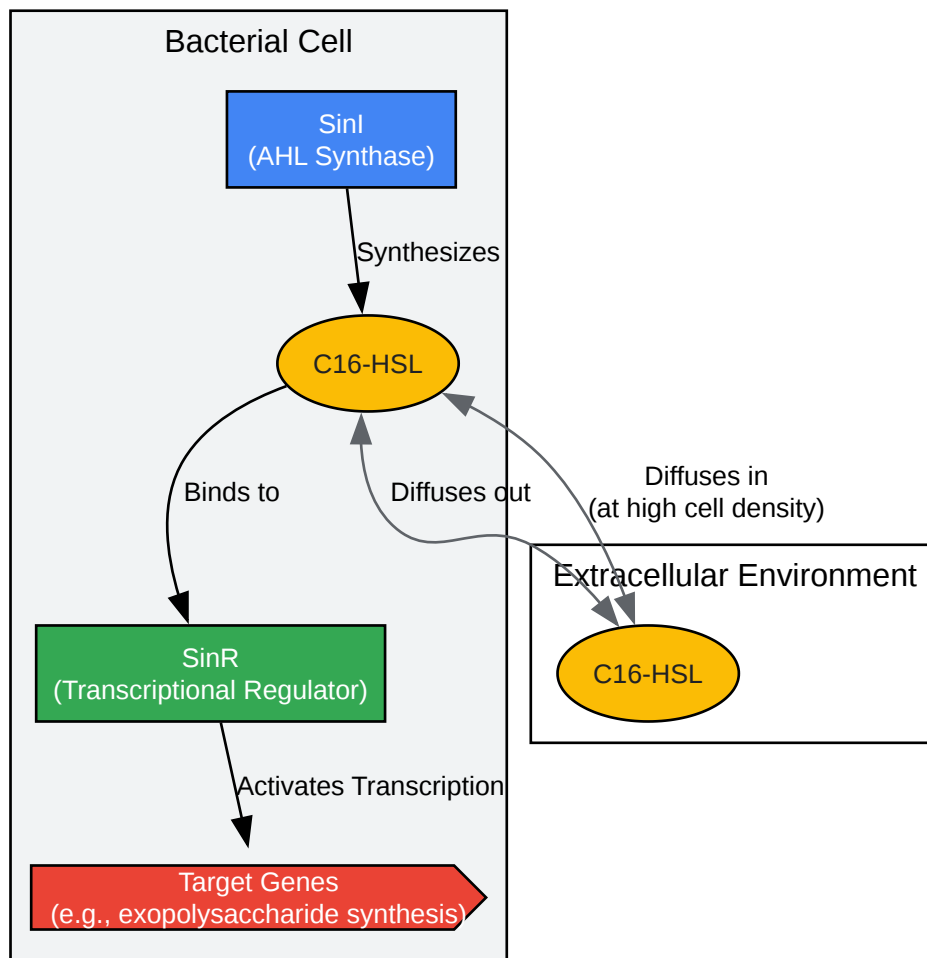 Bacterial Cell
SinI
(AHL Synthase)
Synthesizes
C16-HSL
Binds to
Diffuses out
Diffuses in
(at high cell density)
Extracellular Environment
SinR
(Transcriptional Regulator)
C16-HSL
Activates Transcription
Target Genes
(e.g., exopolysaccharide synthesis)